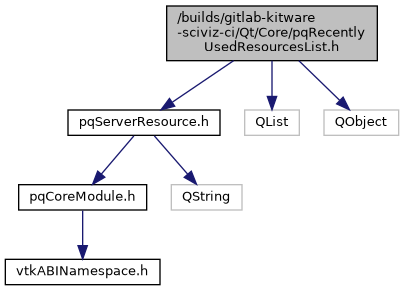 /builds/gitlab-kitware
-sciviz-ci/Qt/Core/pqRecently
UsedResourcesList.h
pqServerResource.h
QList
QObject
pqCoreModule.h
QString
vtkABINamespace.h